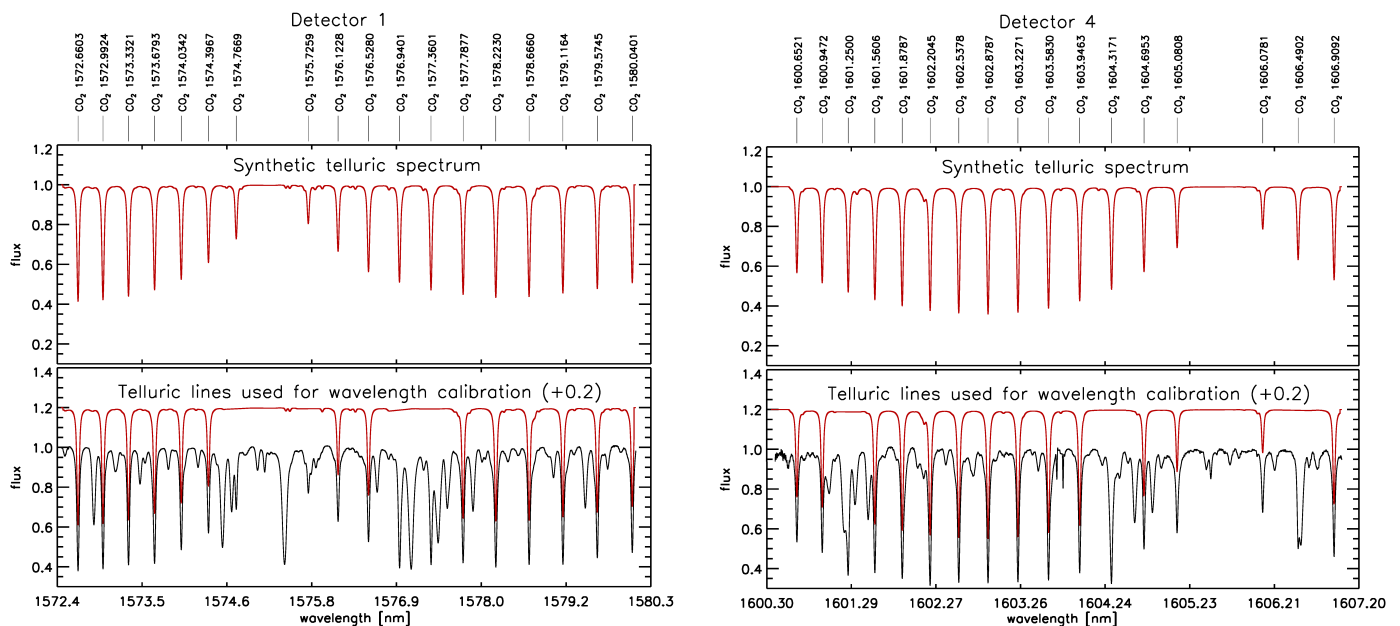 Detector 1
CO2 1572.6603
CO2 1572.9924
CO2 1573.3321
CO2 1573.6793
CO2 1574.0342
CO2 1574.3967
CO2 1574.7669
CO2 1575.7259
CO2 1576.1228
CO2 1576.5280
CO2 1576.9401
CO2 1577.3601
CO2 1577.7877
CO2 1578.2230
CO2 1578.6660
CO2 1579.1164
CO2 1579.5745
CO2 1580.0401
Synthetic telluric spectrum
flux
1.2
1.0
0.8
0.6
0.4
0.2
Telluric lines used for wavelength calibration (+0.2)
flux
1.4
1.2
1.0
0.8
0.6
0.4
1572.4 1573.5 1574.6 1575.8 1576.9 1578.0 1579.2 1580.3
wavelength [nm]
Detector 4
CO2 1600.6521
CO2 1600.9472
CO2 1601.2500
CO2 1601.5606
CO2 1601.8787
CO2 1602.2045
CO2 1602.5378
CO2 1602.8787
CO2 1603.2271
CO2 1603.5830
CO2 1603.9463
CO2 1604.3171
CO2 1604.6953
CO2 1605.0808
CO2 1606.0781
CO2 1606.4902
CO2 1606.9092
Synthetic telluric spectrum
flux
1.2
1.0
0.8
0.6
0.4
0.2
Telluric lines used for wavelength calibration (+0.2)
flux
1.4
1.2
1.0
0.8
0.6
0.4
1600.30 1601.29 1602.27 1603.26 1604.24 1605.23 1606.21 1607.20
wavelength [nm]